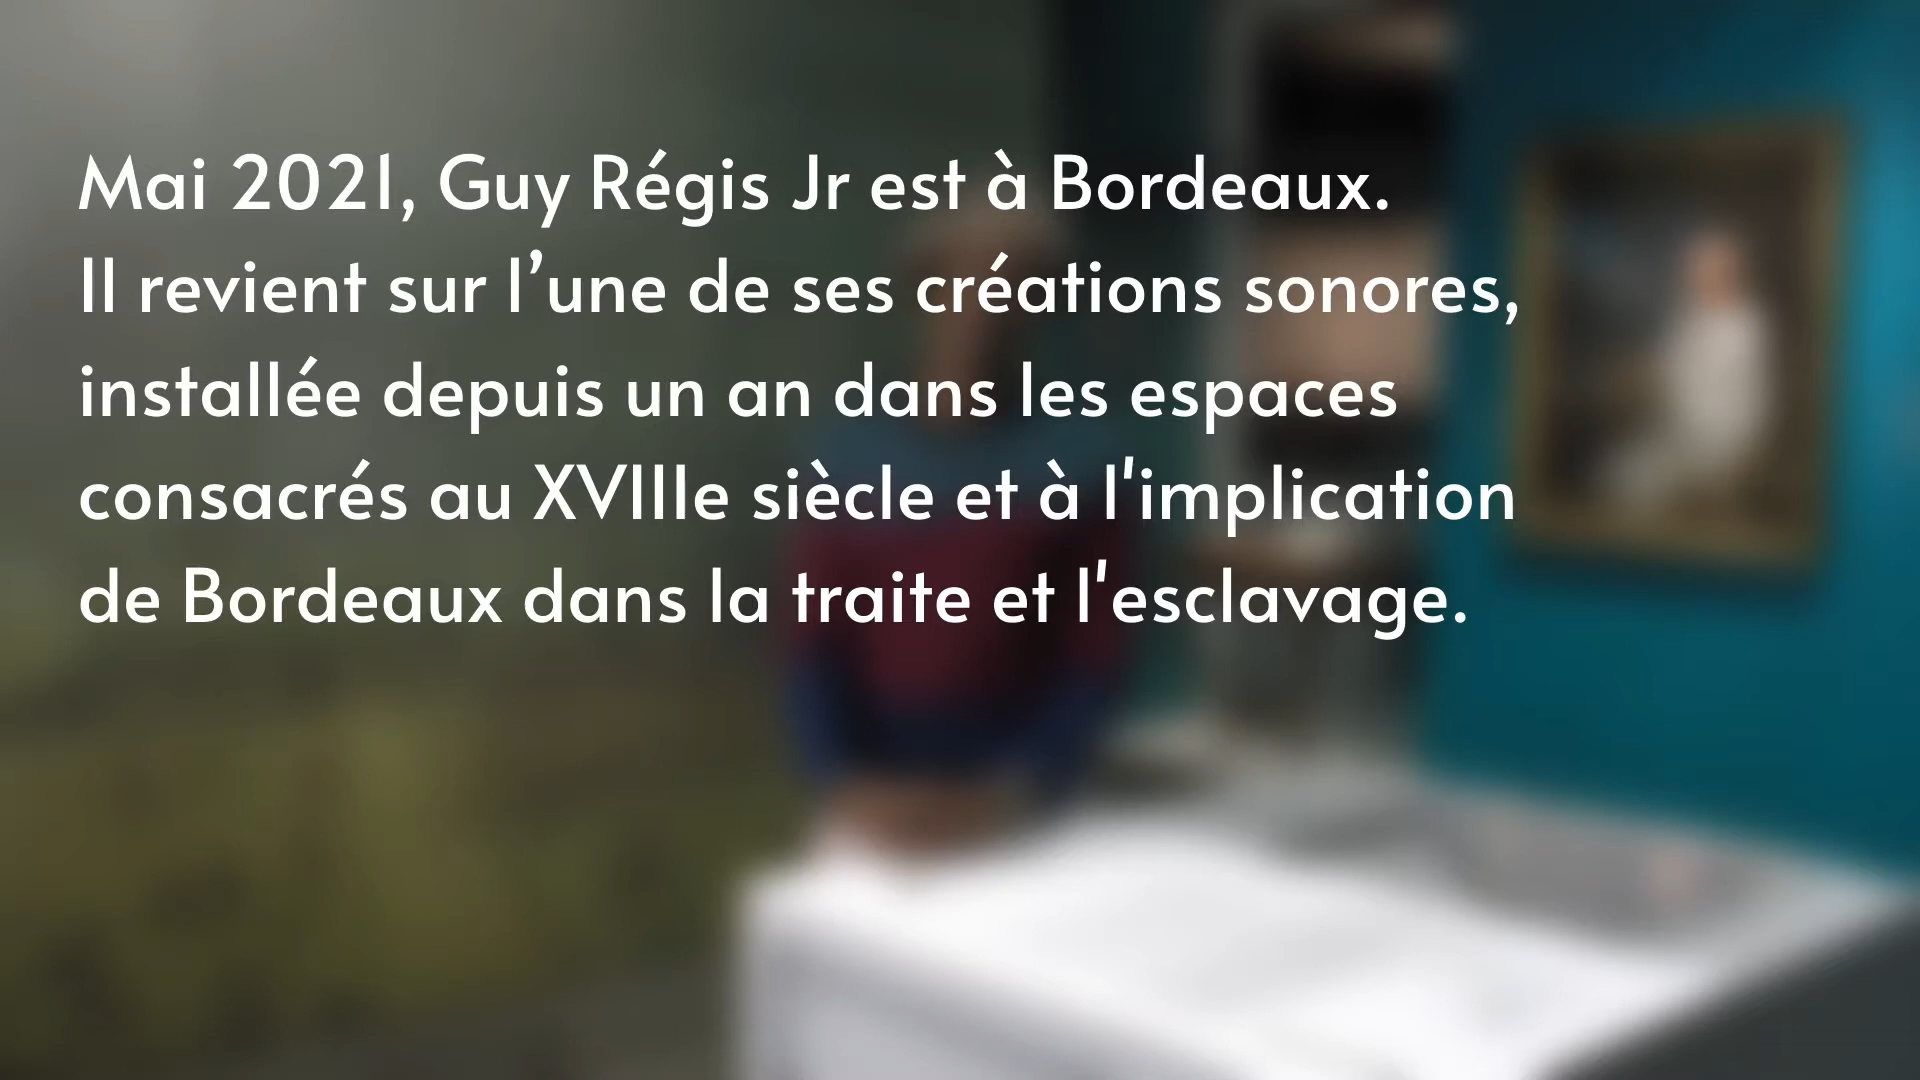 Mai 2021, Guy Régis Jr est à Bordeaux.
Il revient sur l’une de ses créations sonores,
installée depuis un an dans les espaces
consacrés au XVIIIe siècle et à l'implication
de Bordeaux dans la traite et l'esclavage.